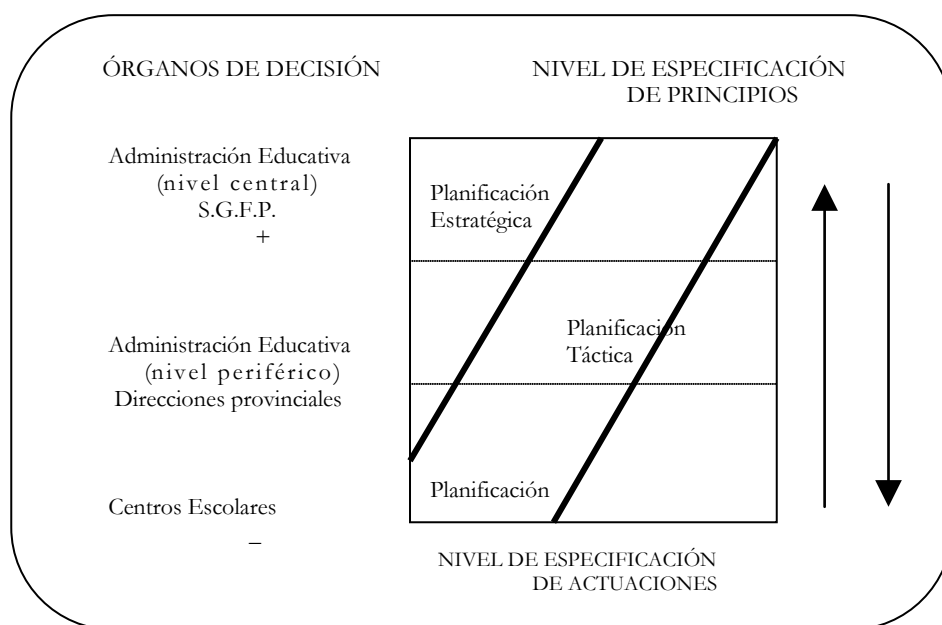 ÓRGANOS DE DECISIÓN
NIVEL DE ESPECIFICACIÓN
DE PRINCIPIOS
Administración Educativa
(nivel central)
S.G.F.P.
+
Planificación
Estratégica
Administración Educativa
(nivel periférico)
Direcciones provinciales
Planificación
Táctica
Centros Escolares
–
Planificación
NIVEL DE ESPECIFICACIÓN
DE ACTUACIONES